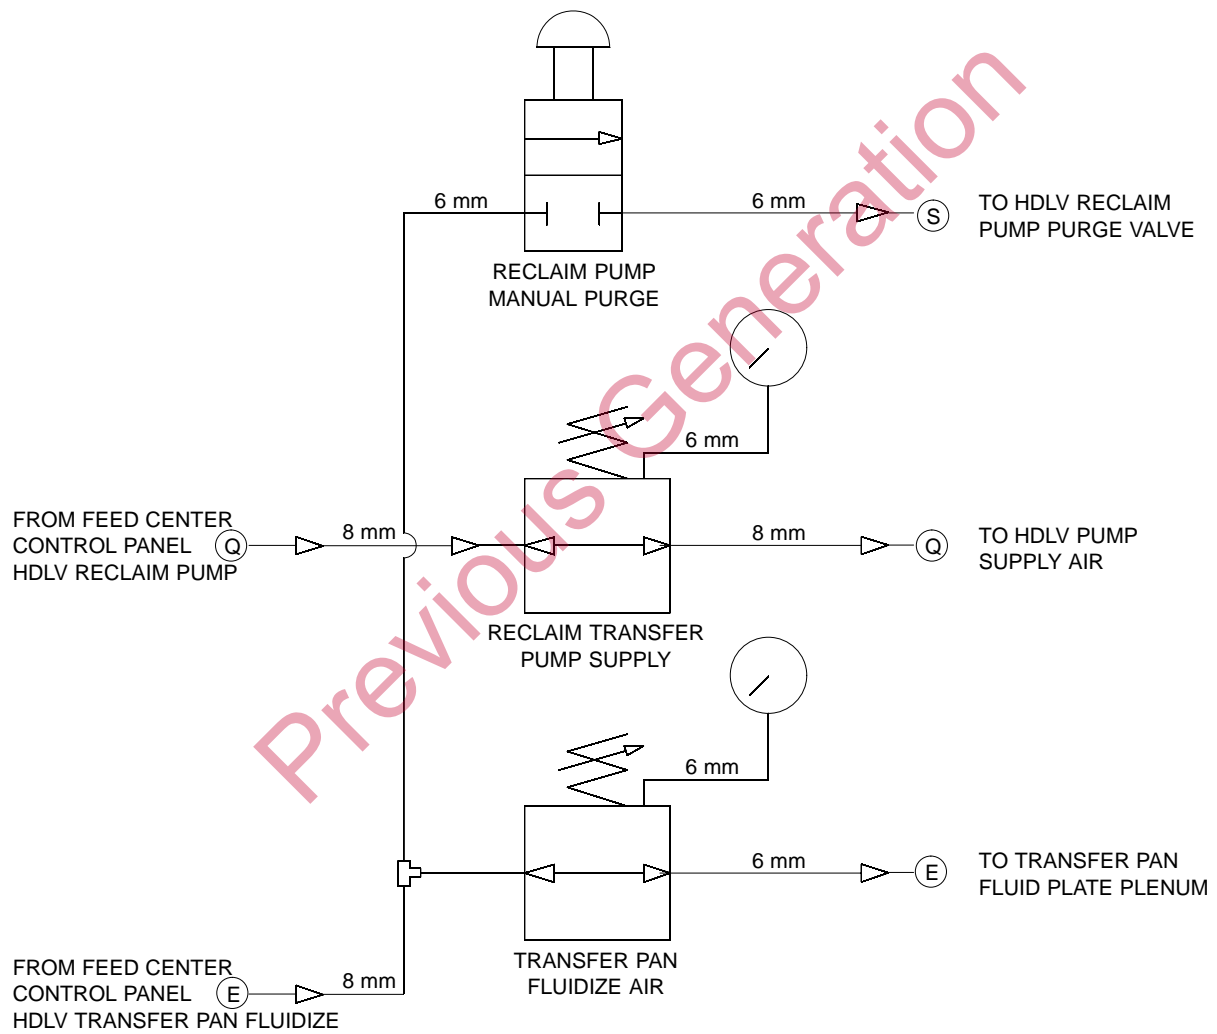 6 mm
6 mm
S
TO HDLV RECLAIM
PUMP PURGE VALVE
RECLAIM PUMP
MANUAL PURGE
6 mm
FROM FEED CENTER
CONTROL PANEL
HDLV RECLAIM PUMP
Q
8 mm
8 mm
Q
TO HDLV PUMP
SUPPLY AIR
RECLAIM TRANSFER
PUMP SUPPLY
6 mm
6 mm
E
TO TRANSFER PAN
FLUID PLATE PLENUM
TRANSFER PAN
FLUIDIZE AIR
FROM FEED CENTER
CONTROL PANEL
HDLV TRANSFER PAN FLUIDIZE
E
8 mm
Previous Generation